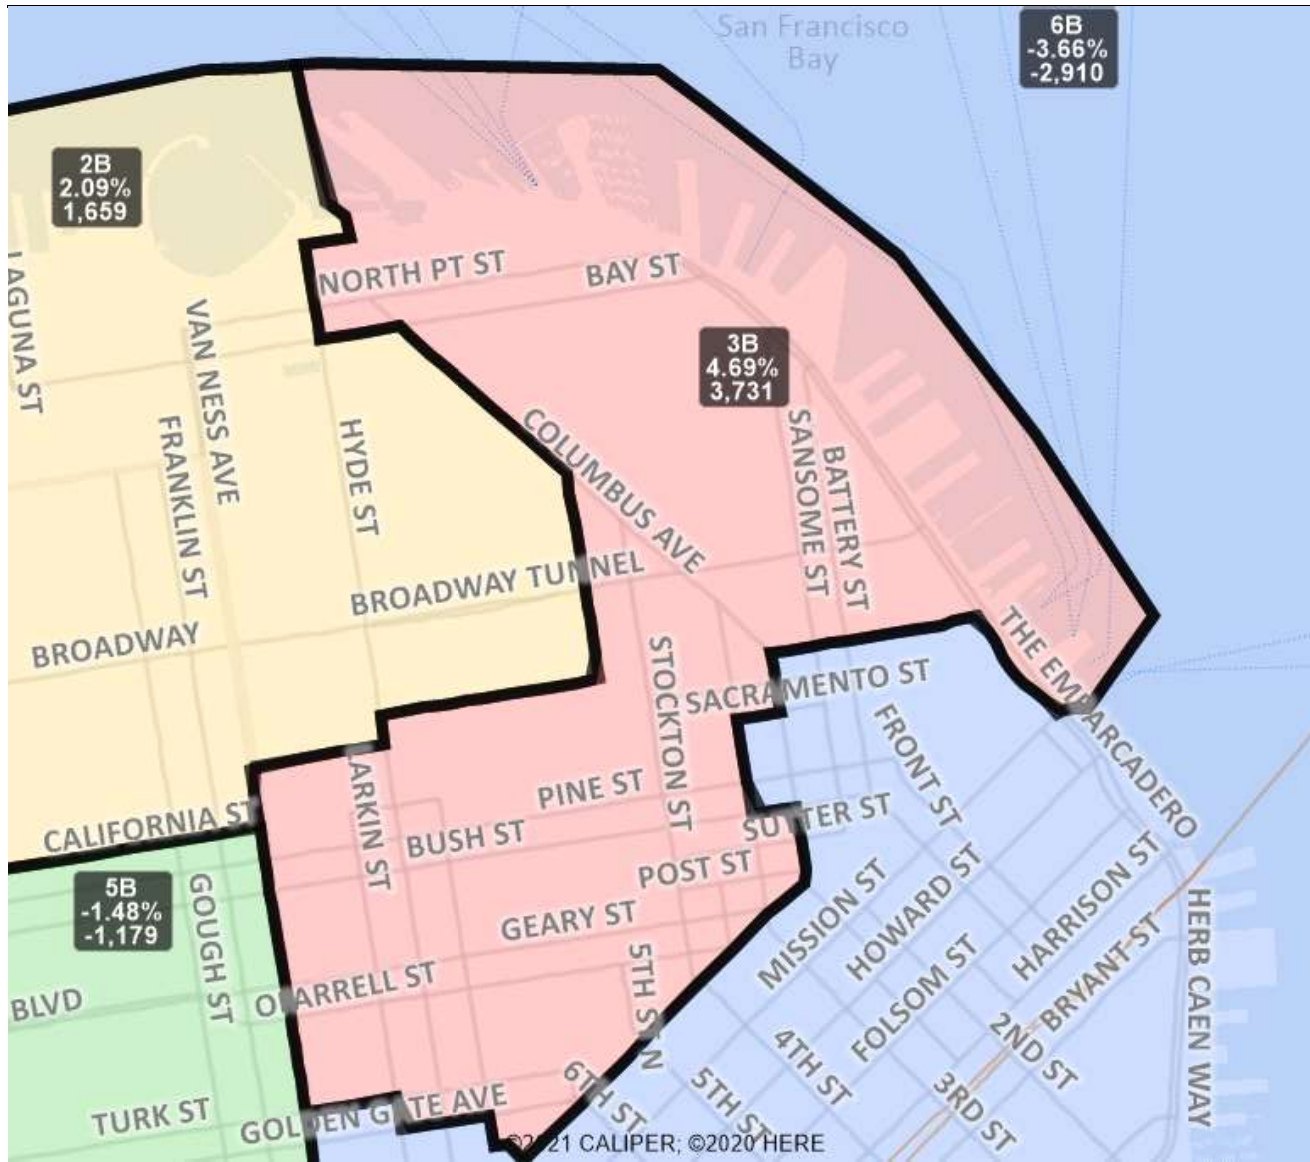 San Francisco
Bay
6B
-3.66%
-2,910
2B
2.09%
1,659
LAGUNA ST
NORTH PT ST
BAY ST
VAN NESS AVE
3B
4.69%
3,731
FRANKLIN ST
HYDE ST
COLUMBUS AVE
SANSOME ST
BATTERY ST
BROADWAY TUNNEL
BROADWAY
STOCKTON ST
THE EMBARCADERO
SACRAMENTO ST
FRONT ST
LARKIN ST
PINE ST
CALIFORNIA ST
BUSH ST
SUTTER ST
POST ST
5B
-1.48%
-1,179
GOUGH ST
GEARY ST
MISSION ST
HOWARD ST
HARRISON ST
BRYANT ST
HERB CAEN WAY
BLVD
OFARRELL ST
5TH ST N
FOLSOM ST
4TH ST
2ND ST
TURK ST
GOLDEN GATE AVE
6TH ST
5TH ST
3RD ST
©2021 CALIPER; ©2020 HERE